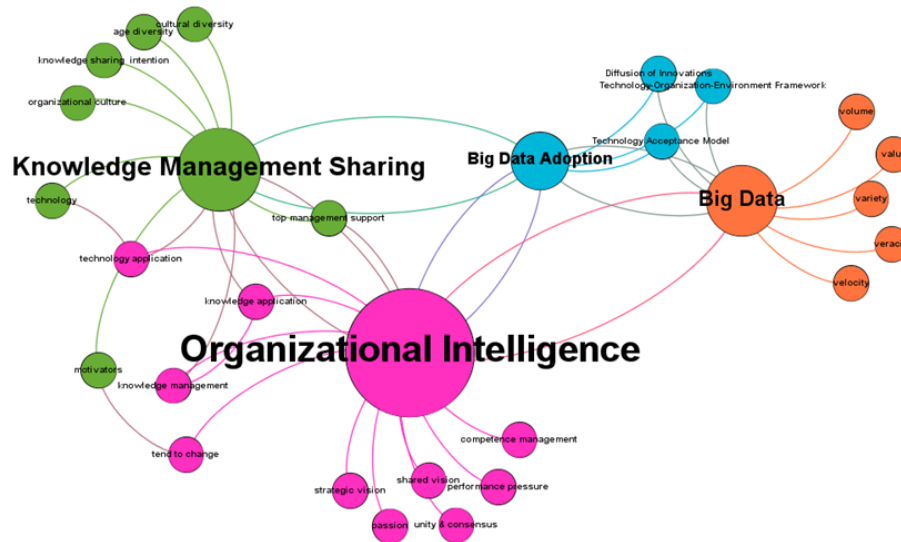 cultural diversity
age diversity
knowledge sharing intention
organizational culture
Knowledge Management Sharing
technology
top management support
technology application
knowledge application
motivators
knowledge management
tend to change
Organizational Intelligence
competence management
shared vision
strategic vision
performance pressure
passion
unity & consensus
Big Data Adoption
Diffusion of Innovations
Technology-Organization-Environment Framework
Technology Acceptance Model
Big Data
volume
valu
variety
veraci
velocity